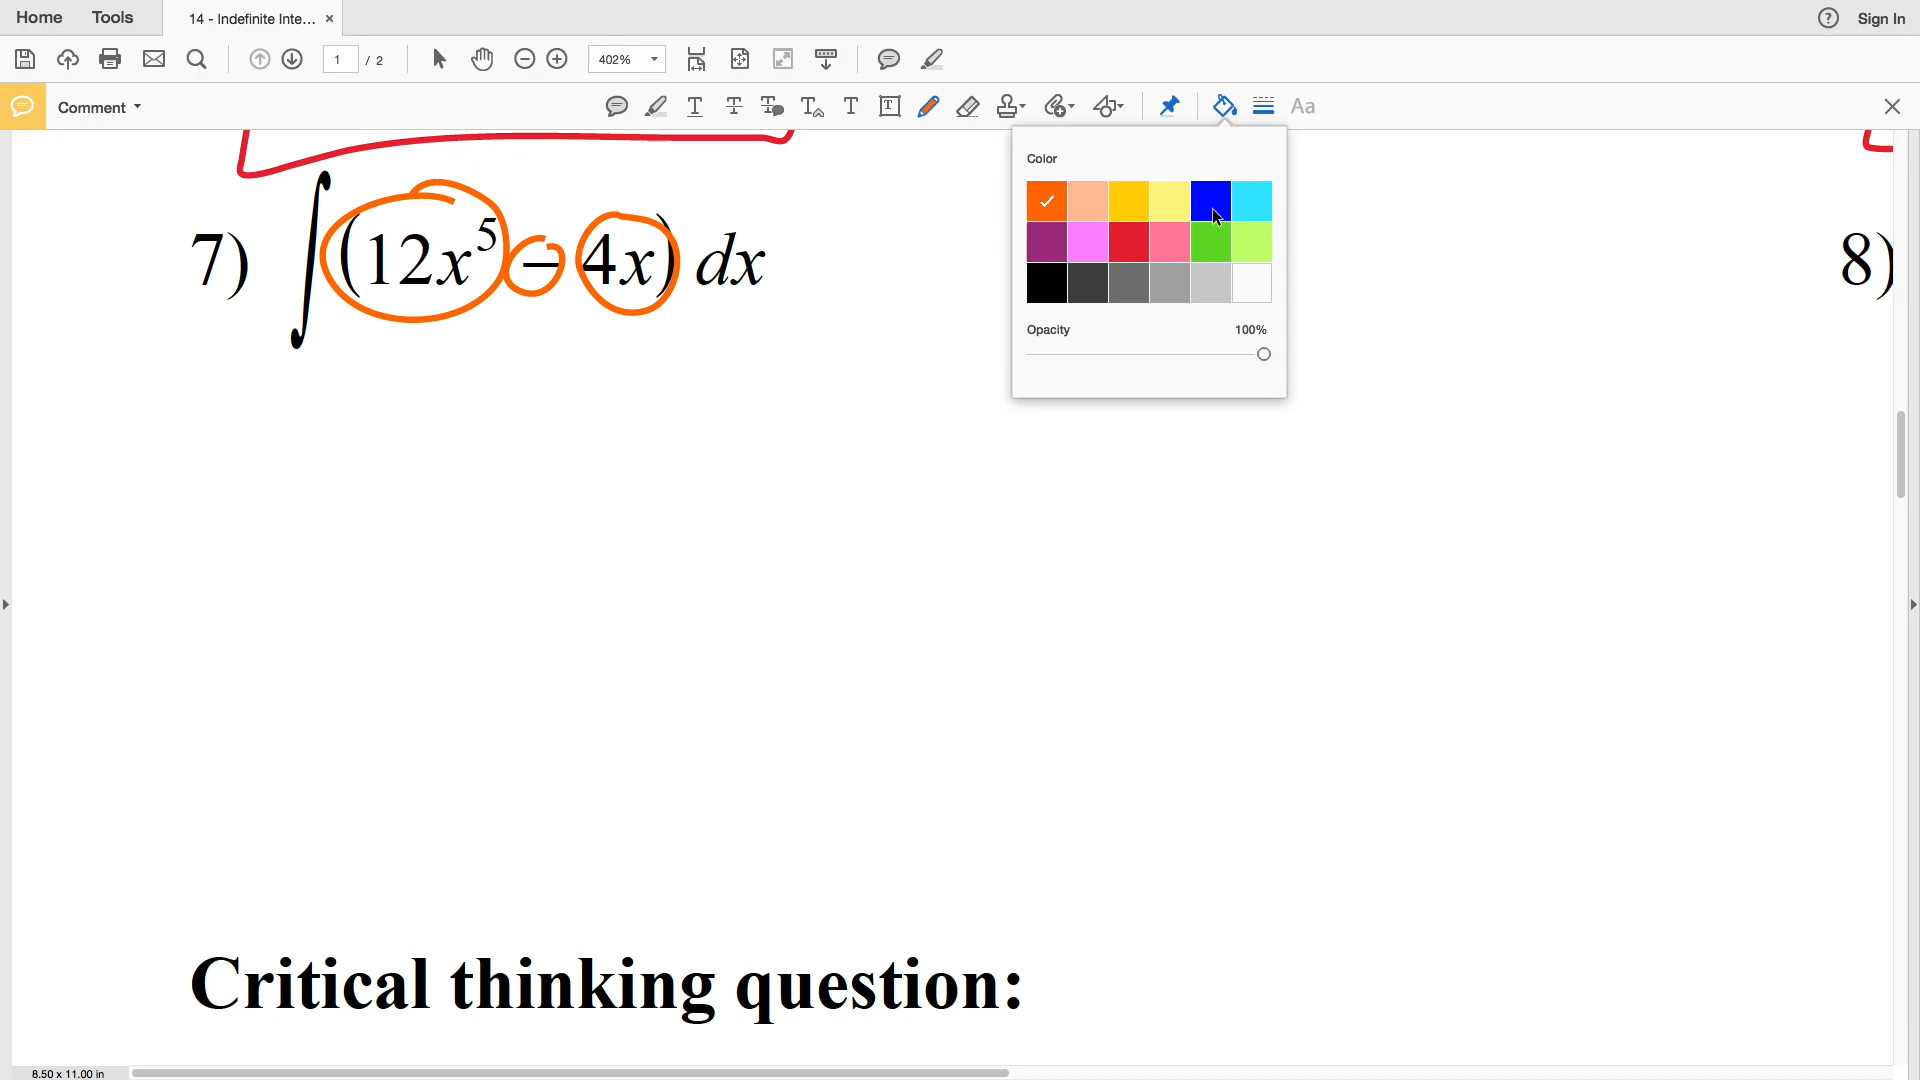 Home Tools 14 - Indefinite Inte... × ? Sign In
1 / 2 402%
Comment T T T T T T Aa
Color
7) ∫(12x⁵ − 4x) dx 8)
Opacity 100%
Critical thinking question:
8.50 x 11.00 in